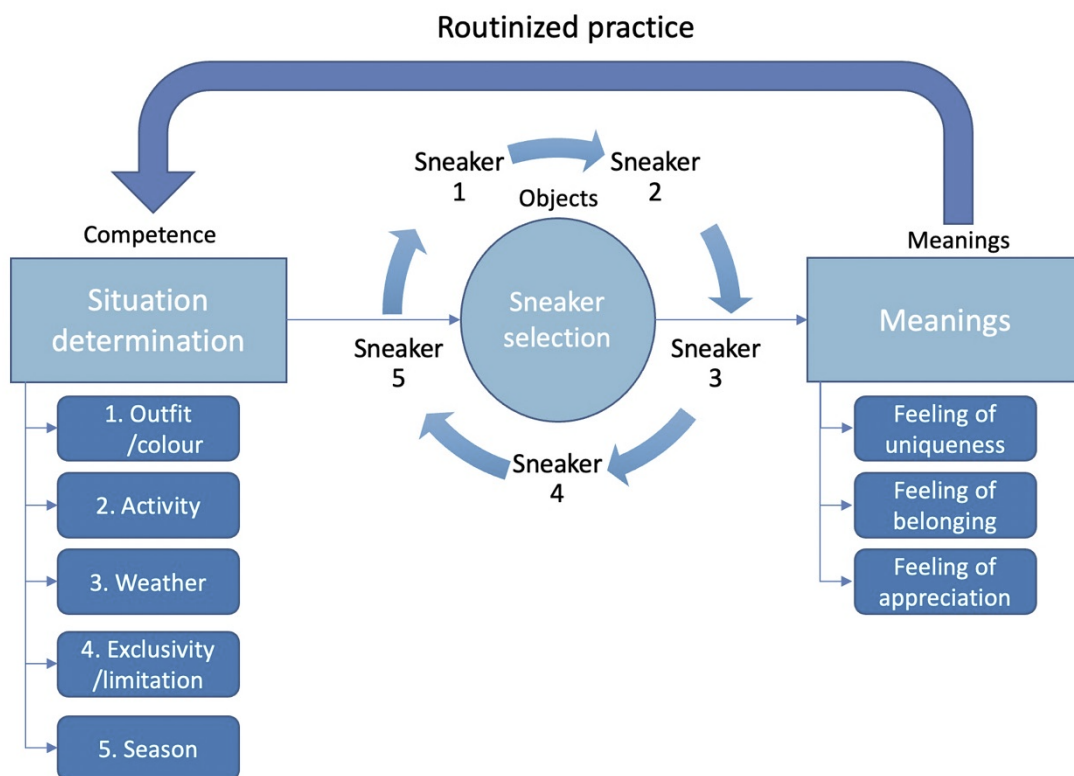 Routinized practice
Competence
Situation
determination
1. Outfit
/colour
2. Activity
3. Weather
4. Exclusivity
/limitation
5. Season
Sneaker
1
Sneaker
2
Objects
Sneaker
selection
Sneaker
3
Sneaker
4
Sneaker
5
Meanings
Meanings
Feeling of
uniqueness
Feeling of
belonging
Feeling of
appreciation